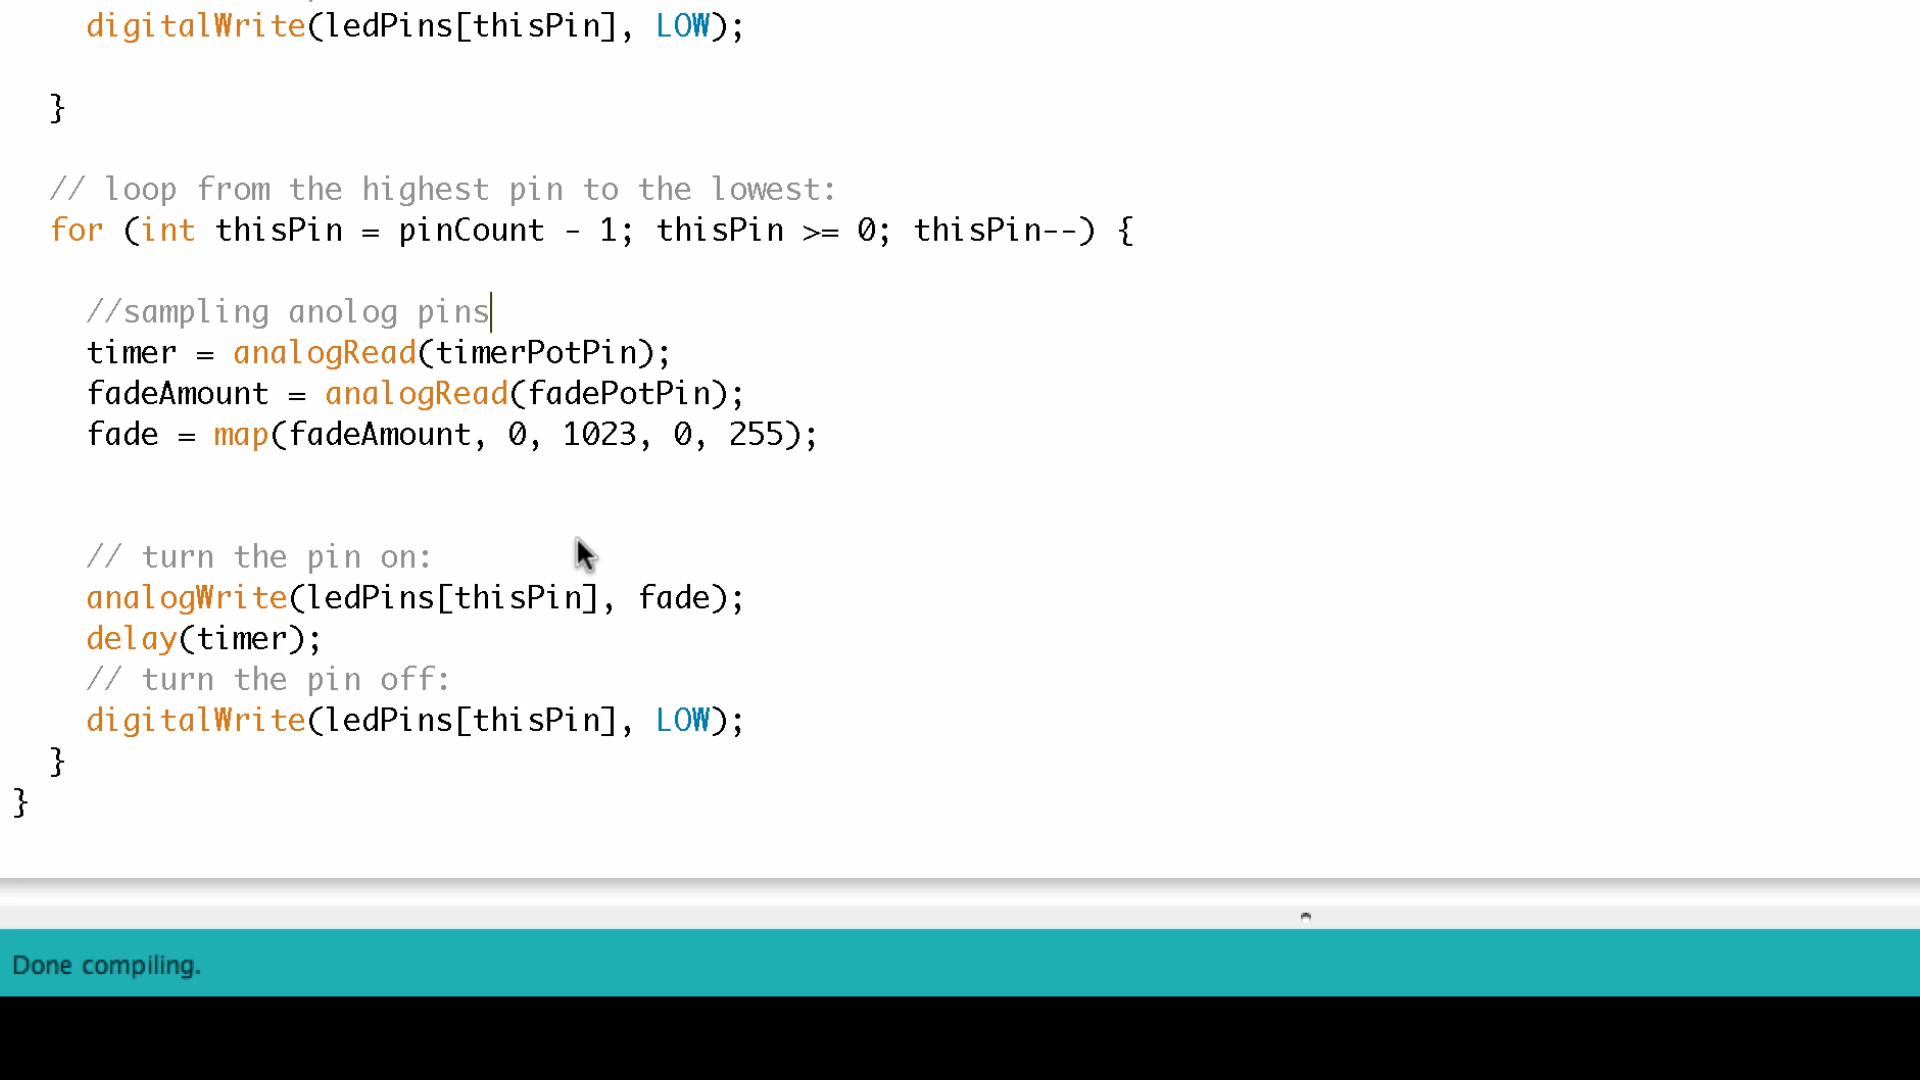 digitalWrite(ledPins[thisPin], LOW);
}
// loop from the highest pin to the lowest:
for (int thisPin = pinCount - 1; thisPin >= 0; thisPin--) {
//sampling anolog pins
timer = analogRead(timerPotPin);
fadeAmount = analogRead(fadePotPin);
fade = map(fadeAmount, 0, 1023, 0, 255);
// turn the pin on:
analogWrite(ledPins[thisPin], fade);
delay(timer);
// turn the pin off:
digitalWrite(ledPins[thisPin], LOW);
}
}
Done compiling.